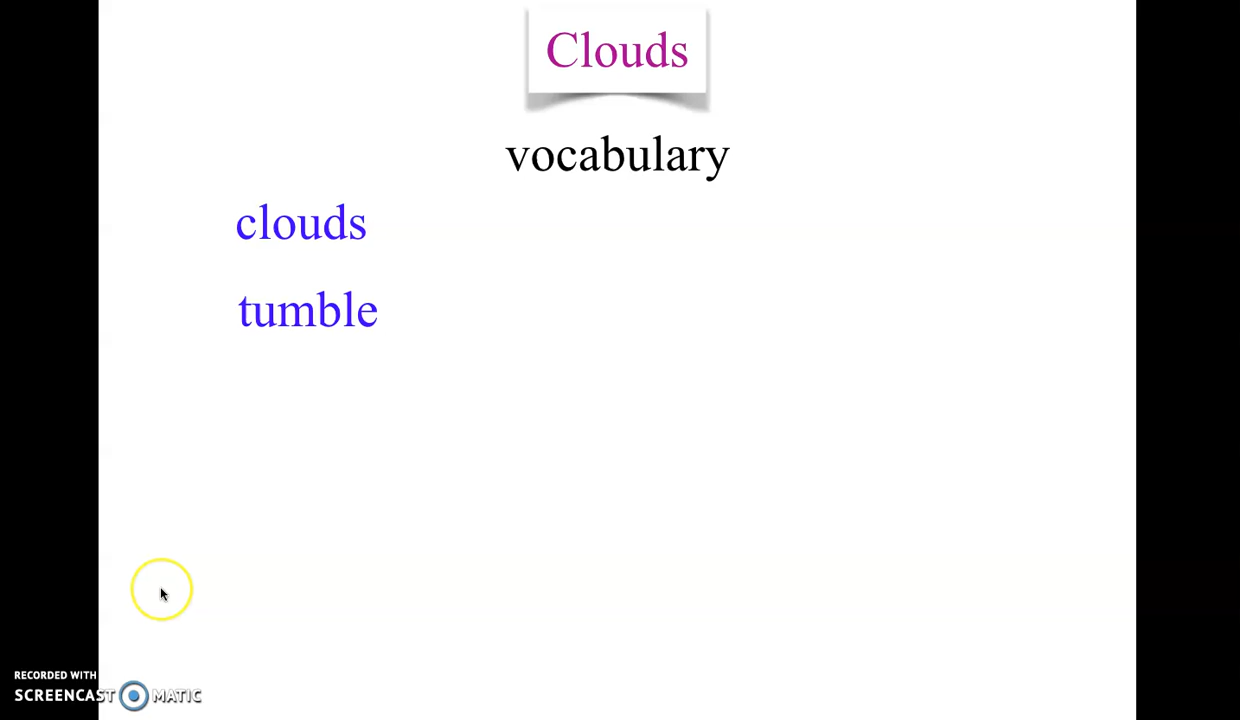 Clouds
vocabulary
clouds
tumble
RECORDED WITH
SCREENCAST MATIC